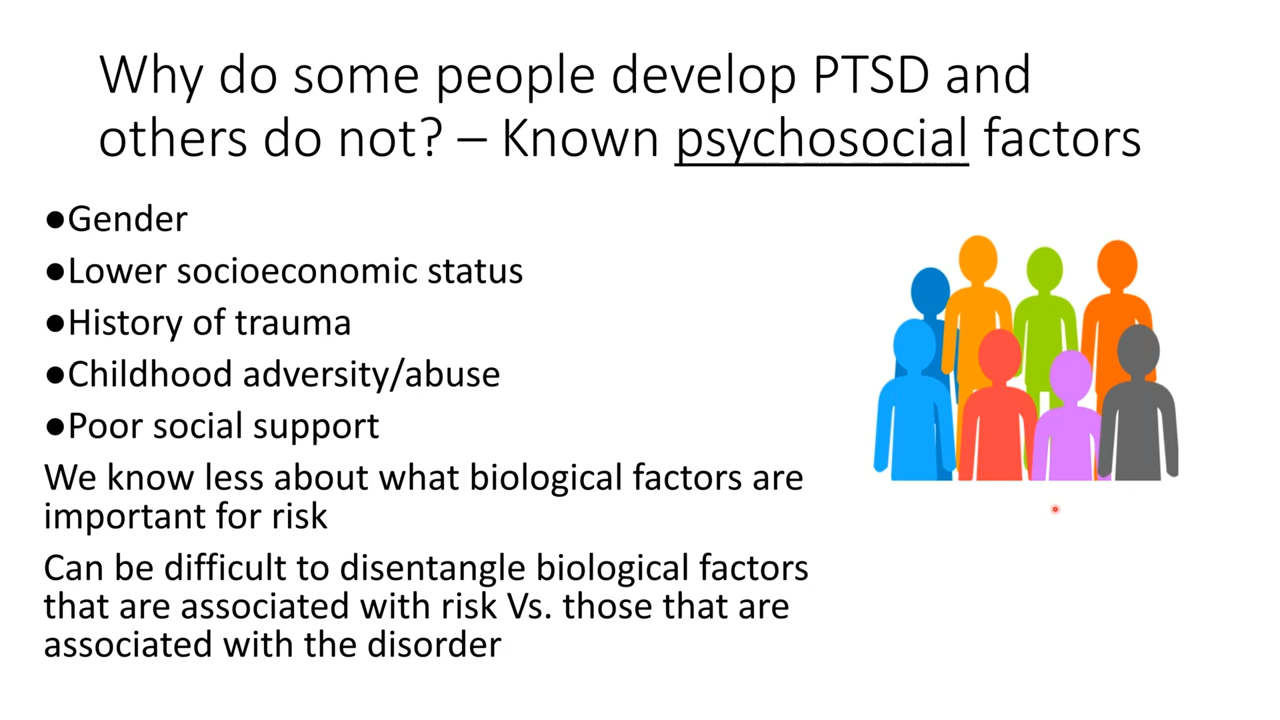 Why do some people develop PTSD and
others do not? – Known psychosocial factors
●Gender
●Lower socioeconomic status
●History of trauma
●Childhood adversity/abuse
●Poor social support
We know less about what biological factors are
important for risk
Can be difficult to disentangle biological factors
that are associated with risk Vs. those that are
associated with the disorder